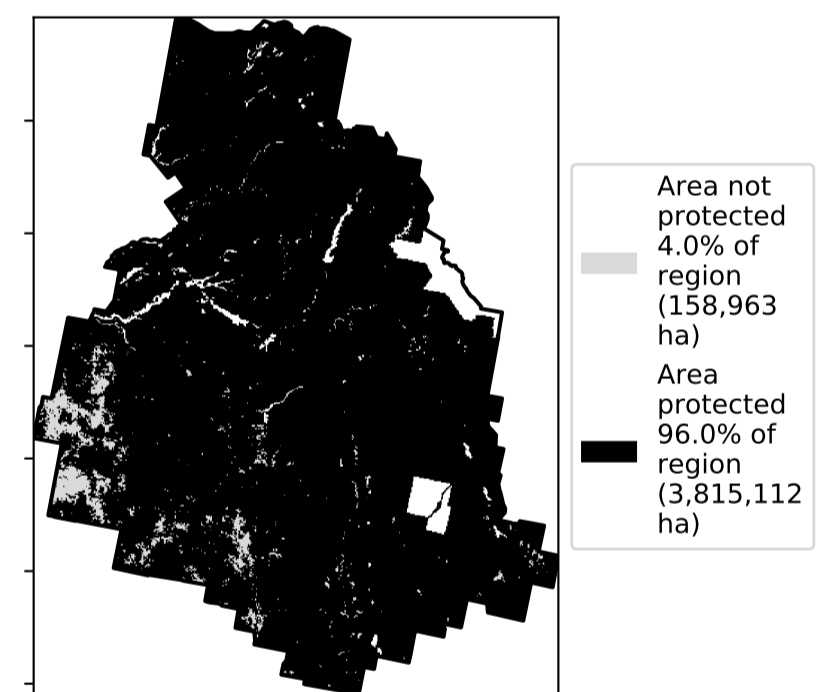 Area not
protected
4.0% of
region
(158,963
ha)
Area
protected
96.0% of
region
(3,815,112
ha)